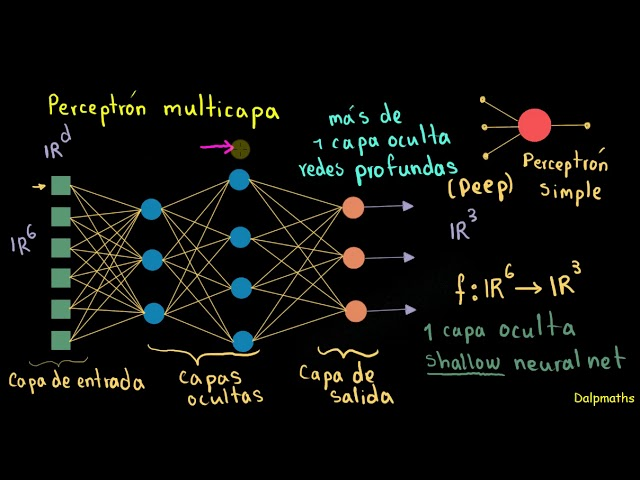 Perceptrón multicapa
IR^d
IR^6
más de
1 capa oculta
redes profundas
(Deep)
Perceptrón
simple
IR^3
f: IR^6 → IR^3
1 capa oculta
shallow neural net
capa de entrada
capas
ocultas
capa de
salida
Dalpmaths